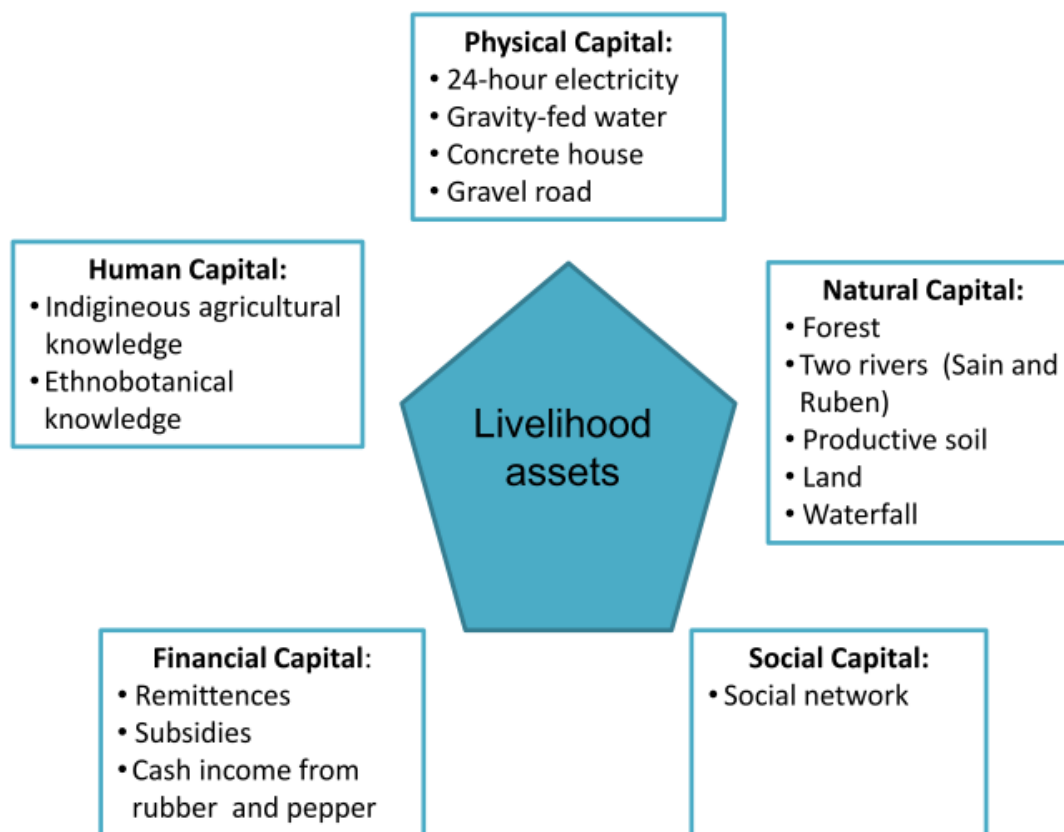 Physical Capital:
• 24-hour electricity
• Gravity-fed water
• Concrete house
• Gravel road
Human Capital:
• Indigineous agricultural
knowledge
• Ethnobotanical
knowledge
Natural Capital:
• Forest
• Two rivers (Sain and
Ruben)
• Productive soil
• Land
• Waterfall
Livelihood
assets
Financial Capital:
• Remittences
• Subsidies
• Cash income from
rubber and pepper
Social Capital:
• Social network